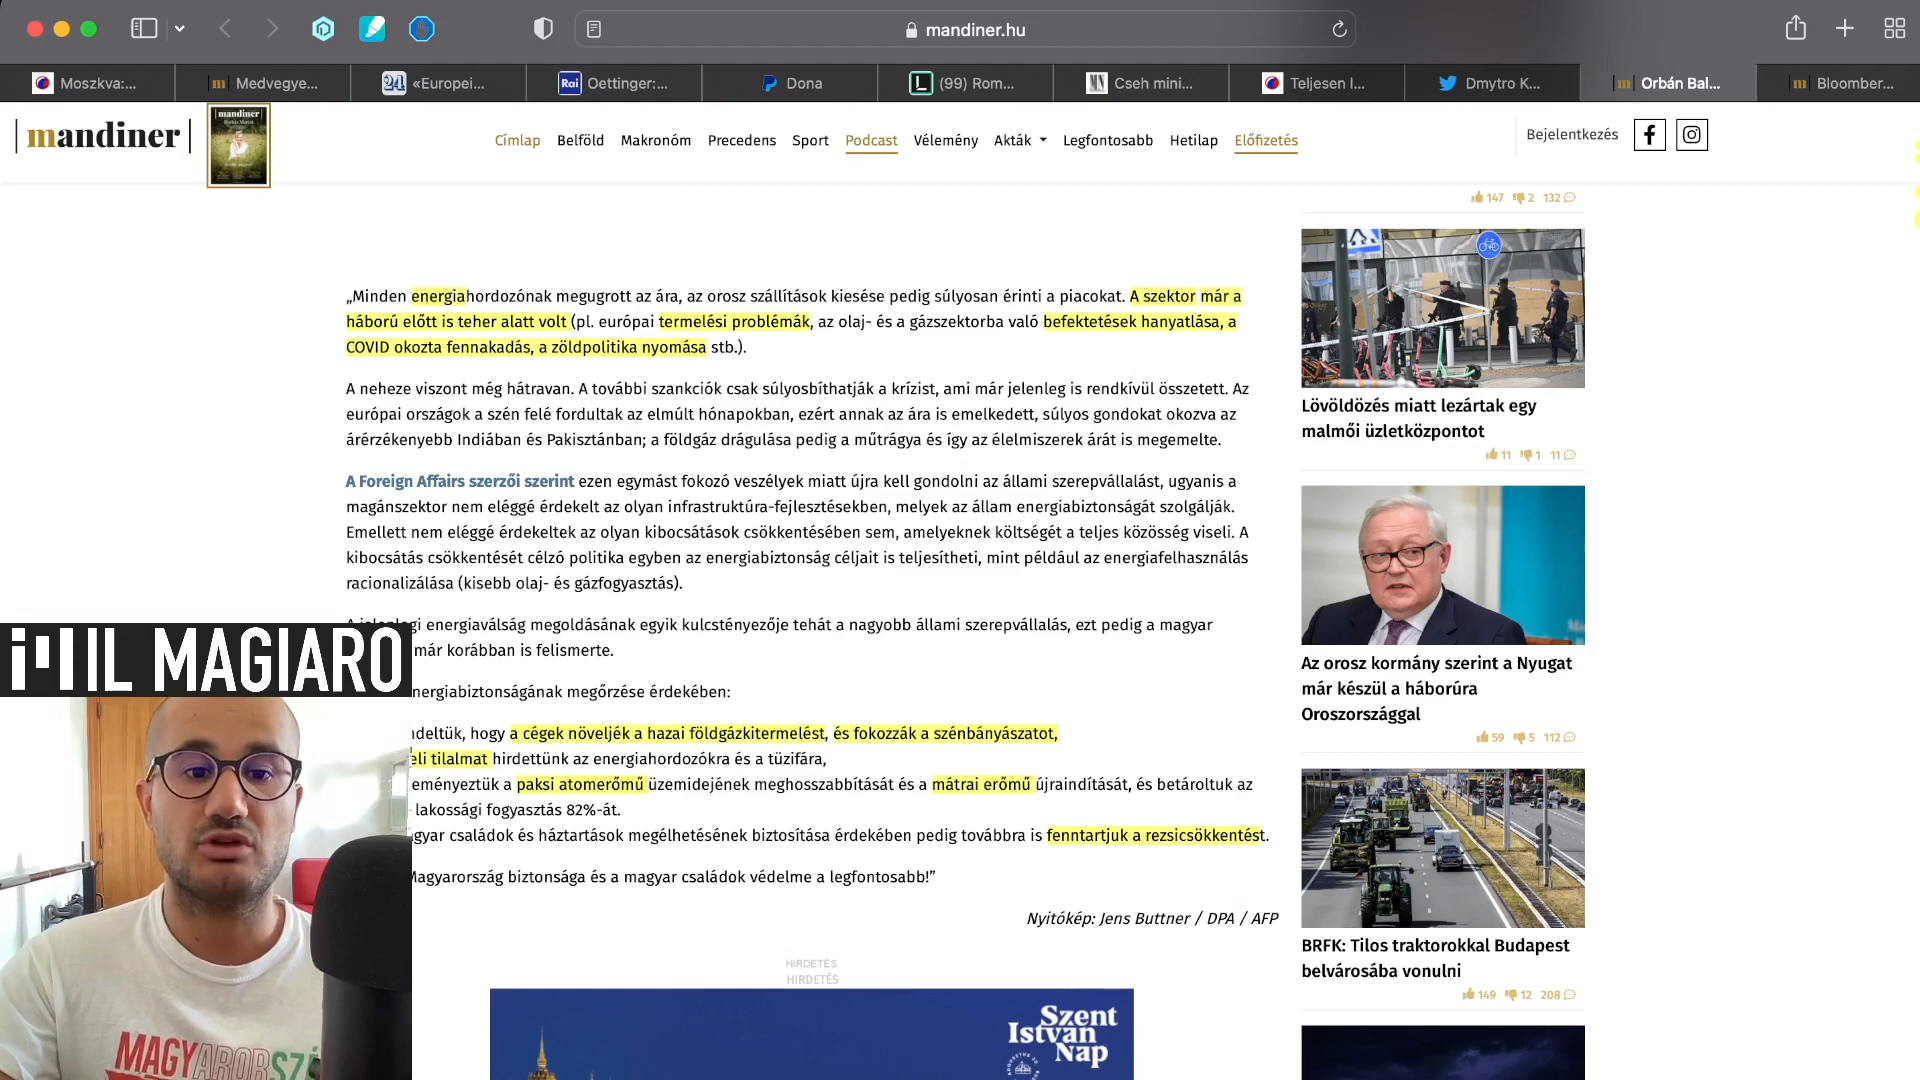 mandiner.hu
Moszkva:...
Medvegye...
«Europei...
Oettinger:...
Dona
(99) Rom...
Cseh mini...
Teljesen l...
Dmytro K...
Orbán Bal...
Bloomber...
mandiner
Címlap
Belföld
Makronóm
Precedens
Sport
Podcast
Vélemény
Akták
Legfontosabb
Hetilap
Előfizetés
Bejelentkezés
147 2 132
„Minden energiahordozónak megugrott az ára, az orosz szállítások kiesése pedig súlyosan érinti a piacokat. A szektor már a
háború előtt is teher alatt volt (pl. európai termelési problémák, az olaj- és a gázszektorba való befektetések hanyatlása, a
COVID okozta fennakadás, a zöldpolitika nyomása stb.).
A neheze viszont még hátravan. A további szankciók csak súlyosbíthatják a krízist, ami már jelenleg is rendkívül összetett. Az
európai országok a szén felé fordultak az elmúlt hónapokban, ezért annak az ára is emelkedett, súlyos gondokat okozva az
árérzékenyebb Indiában és Pakisztánban; a földgáz drágulása pedig a műtrágya és így az élelmiszerek árát is megemelte.
A Foreign Affairs szerzői szerint ezen egymást fokozó veszélyek miatt újra kell gondolni az állami szerepvállalást, ugyanis a
magánszektor nem eléggé érdekelt az olyan infrastruktúra-fejlesztésekben, melyek az állam energiabiztonságát szolgálják.
Emellett nem eléggé érdekeltek az olyan kibocsátások csökkentésében sem, amelyeknek költségét a teljes közösség viseli. A
kibocsátás csökkentését célzó politika egyben az energiabiztonság céljait is teljesítheti, mint például az energiafelhasználás
racionalizálása (kisebb olaj- és gázfogyasztás).
energiaválság megoldásának egyik kulcstényezője tehát a nagyobb állami szerepvállalás, ezt pedig a magyar
már korábban is felismerte.
nergiabiztonságának megőrzése érdekében:
ndeltük, hogy a cégek növeljék a hazai földgázkitermelést, és fokozzák a szénbányászatot,
eli tilalmat hirdettünk az energiahordozókra és a tüzifára,
eményeztük a paksi atomerőmű üzemidejének meghosszabbítását és a mátrai erőmű újraindítását, és betároltuk az
lakossági fogyasztás 82%-át.
gyar családok és háztartások megélhetésének biztosítása érdekében pedig továbbra is fenntartjuk a rezsicsökkentést.
Magyarország biztonsága és a magyar családok védelme a legfontosabb!”
Nyitókép: Jens Buttner / DPA / AFP
HIRDETÉS
HIRDETÉS
Szent
István
Nap
Lövöldözés miatt lezártak egy
malmői üzletközpontot
11 1 11
Az orosz kormány szerint a Nyugat
már készül a háborúra
Oroszországgal
59 5 112
BRFK: Tilos traktorokkal Budapest
belvárosába vonulni
149 12 208
IL MAGIARO
MAGYARORSZ